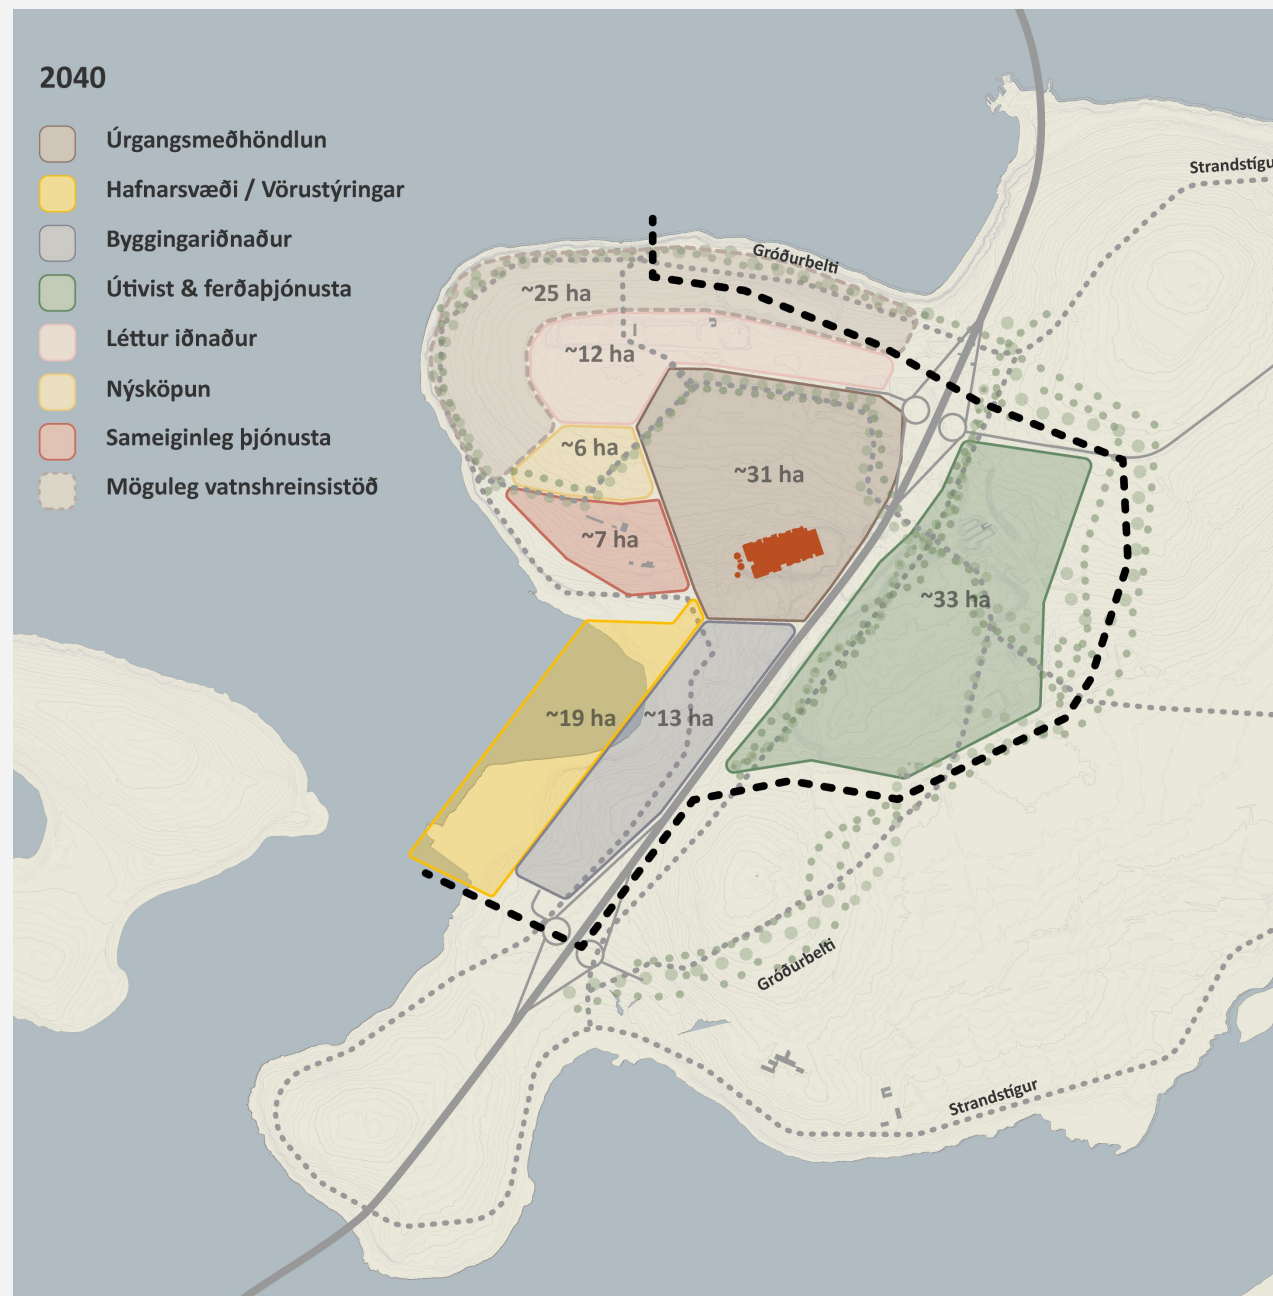 2040
Úrgangsmeðhöndlun
Hafnarsvæði / Vörustýringar
Byggingariðnaður
Útivist & ferðaþjónusta
Léttur iðnaður
Nýsköpun
Sameiginleg þjónusta
Möguleg vatnshreinsistöð
Strandstígu
Gróðurbelti
~25 ha
~12 ha
~6 ha
~31 ha
~7 ha
~33 ha
~19 ha
~13 ha
Gróðurbelti
Strandstígur